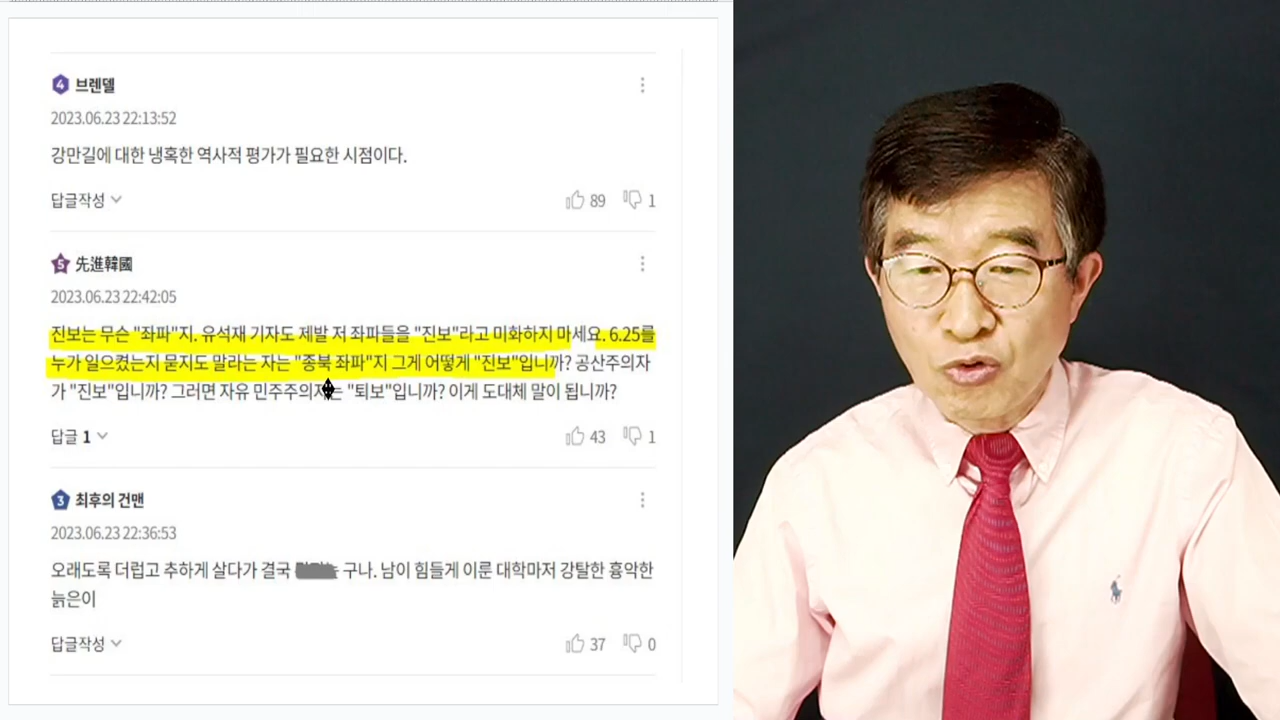 4 브렌델
2023.06.23 22:13:52
강만길에 대한 냉혹한 역사적 평가가 필요한 시점이다.
답글작성 89 1
5 先進韓國
2023.06.23 22:42:05
진보는 무슨 "좌파"지. 유석재 기자도 제발 저 좌파들을 "진보"라고 미화하지 마세요. 6.25를
누가 일으켰는지 묻지도 말라는 자는 "종북 좌파"지 그게 어떻게 "진보"입니까? 공산주의자
가 "진보"입니까? 그러면 자유 민주주의자는 "퇴보"입니까? 이게 도대체 말이 됩니까?
답글 1 43 1
3 최후의 건맨
2023.06.23 22:36:53
오래도록 더럽고 추하게 살다가 결국 구나. 남이 힘들게 이룬 대학마저 강탈한 흉악한
늙은이
답글작성 37 0